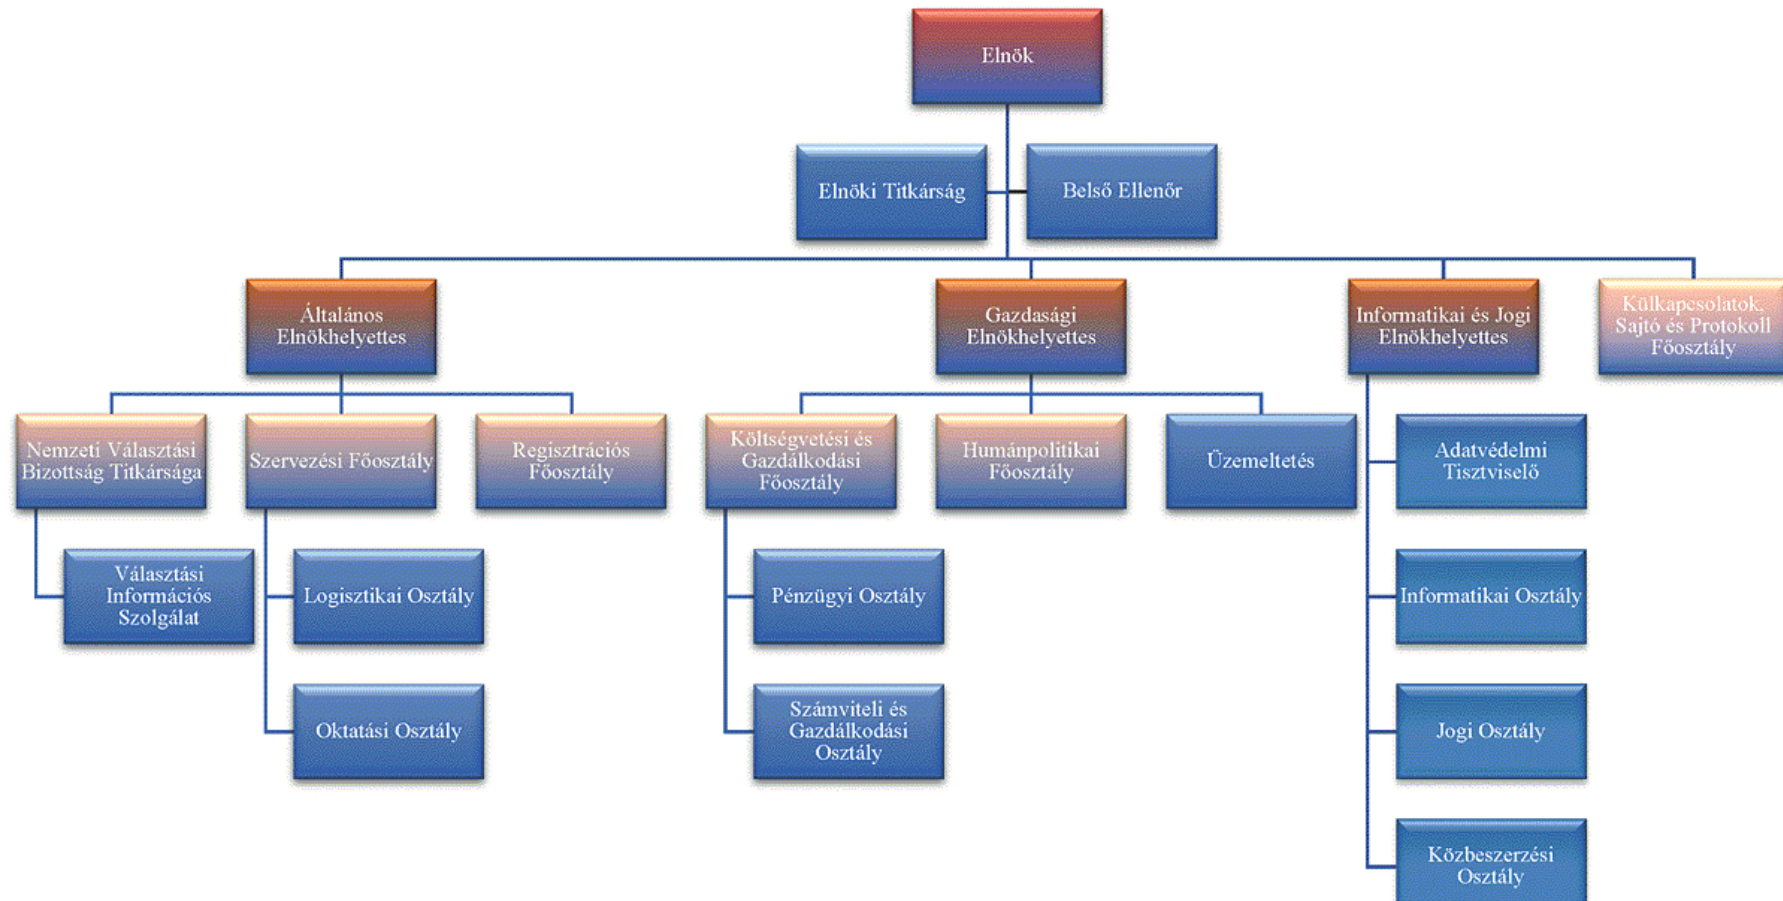 Elnök
Elnöki Titkárság
Belső Ellenőr
Általános
Elnökhelyettes
Gazdasági
Elnökhelyettes
Informatikai és Jogi
Elnökhelyettes
Külkapcsolatok,
Sajtó és Protokoll
Főosztály
Nemzeti Választási
Bizottság Titkársága
Szervezési Főosztály
Regisztrációs
Főosztály
Költségvetési és
Gazdálkodási
Főosztály
Humánpolitikai
Főosztály
Üzemeltetés
Adatvédelmi
Tisztviselő
Választási
Információs
Szolgálat
Logisztikai Osztály
Pénzügyi Osztály
Informatikai Osztály
Oktatási Osztály
Számviteli és
Gazdálkodási
Osztály
Jogi Osztály
Közbeszerzési
Osztály